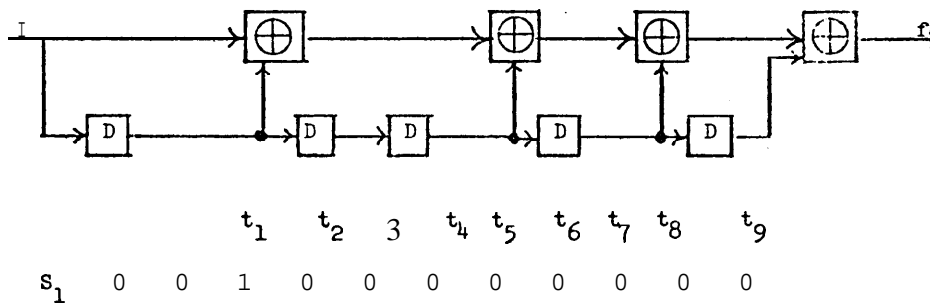 I f
D D D D D
t₁ t₂ 3 t₄ t₅ t₆ t₇ t₈ t₉
S₁ 0 0 1 0 0 0 0 0 0 0 0